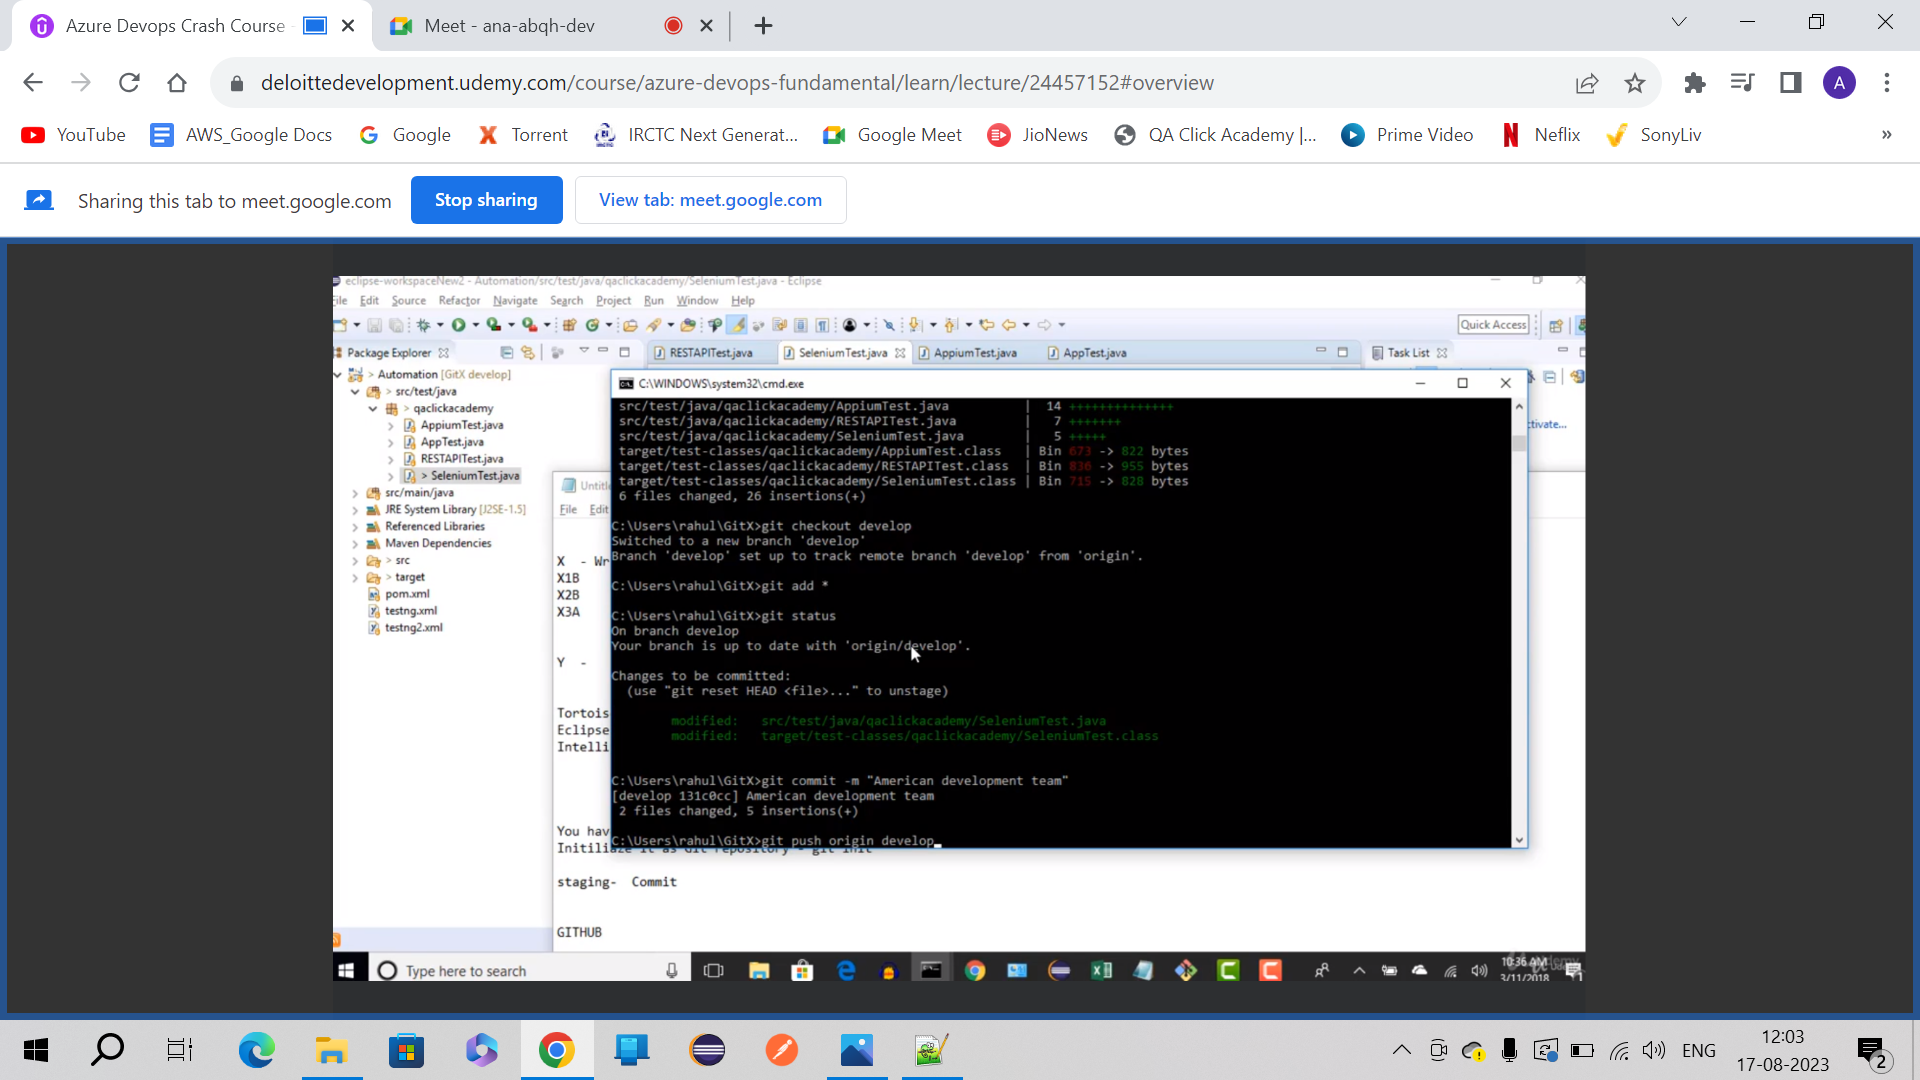 Azure Devops Crash Course
Meet - ana-abqh-dev
deloittedevelopment.udemy.com/course/azure-devops-fundamental/learn/lecture/24457152#overview
A
YouTube
AWS_Google Docs
Google
Torrent
IRCTC Next Generat...
Google Meet
JioNews
QA Click Academy |...
Prime Video
Neflix
SonyLiv
»
Sharing this tab to meet.google.com
Stop sharing
View tab: meet.google.com
eclipse-workspaceNew2 - Automation/src/test/java/qaclickacademy/SeleniumTest.java - Eclipse
File Edit Source Refactor Navigate Search Project Run Window Help
Quick Access
Package Explorer
RESTAPITest.java
SeleniumTest.java
AppiumTest.java
AppTest.java
Task List
> Automation [GitX develop]
> src/test/java
> qaclickacademy
AppiumTest.java
AppTest.java
RESTAPITest.java
> SeleniumTest.java
src/main/java
JRE System Library [J2SE-1.5]
Referenced Libraries
Maven Dependencies
> src
> target
pom.xml
testng.xml
testng2.xml
ctivate...
Untitl
File Edit
X - Wr
X1B
X2B
X3A
Y -
Tortois
Eclipse
Intelli
You hav
Initiliaze it as Git repository - git init
staging- Commit
GITHUB
C:\WINDOWS\system32\cmd.exe
src/test/java/qaclickacademy/AppiumTest.java | 14 ++++++++++++++
src/test/java/qaclickacademy/RESTAPITest.java | 7 +++++++
src/test/java/qaclickacademy/SeleniumTest.java | 5 +++++
target/test-classes/qaclickacademy/AppiumTest.class | Bin 673 -> 822 bytes
target/test-classes/qaclickacademy/RESTAPITest.class | Bin 836 -> 955 bytes
target/test-classes/qaclickacademy/SeleniumTest.class | Bin 715 -> 828 bytes
6 files changed, 26 insertions(+)
C:\Users\rahul\GitX>git checkout develop
Switched to a new branch 'develop'
Branch 'develop' set up to track remote branch 'develop' from 'origin'.
C:\Users\rahul\GitX>git add *
C:\Users\rahul\GitX>git status
On branch develop
Your branch is up to date with 'origin/develop'.
Changes to be committed:
(use "git reset HEAD <file>..." to unstage)
modified: src/test/java/qaclickacademy/SeleniumTest.java
modified: target/test-classes/qaclickacademy/SeleniumTest.class
C:\Users\rahul\GitX>git commit -m "American development team"
[develop 131c0cc] American development team
2 files changed, 5 insertions(+)
C:\Users\rahul\GitX>git push origin develop_
Type here to search
10:36 AM
3/11/2018
ENG
12:03
17-08-2023
2